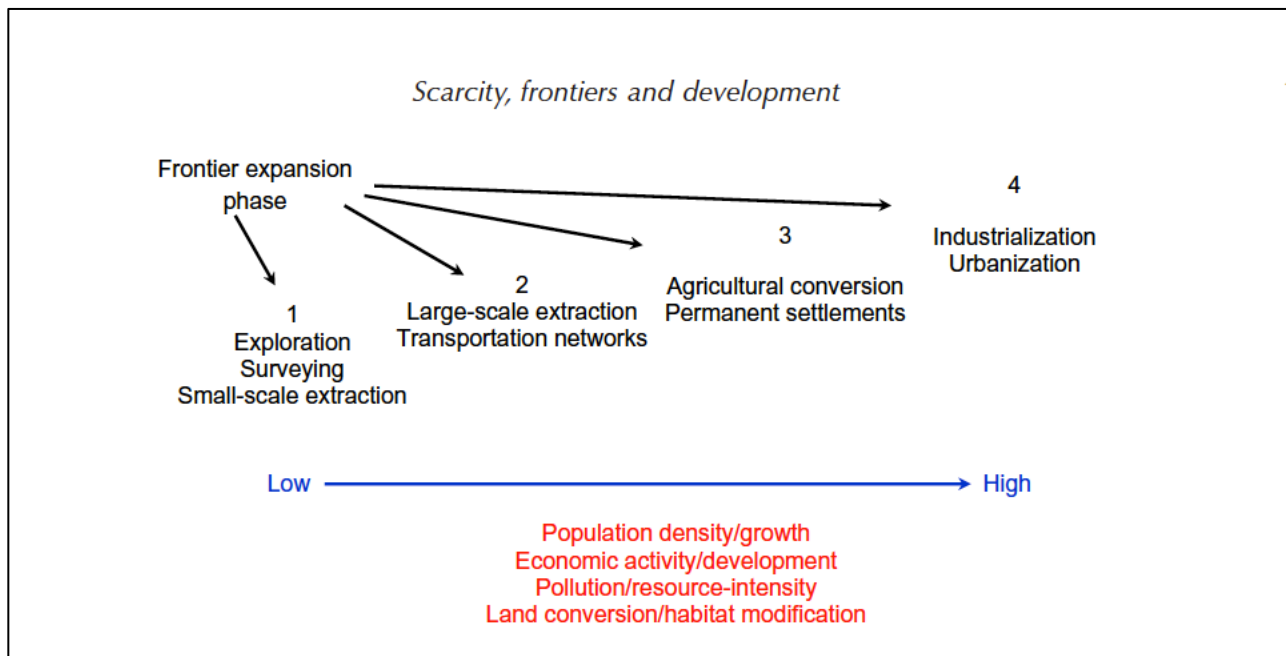 Scarcity, frontiers and development
Frontier expansion
phase
1
Exploration
Surveying
Small-scale extraction
2
Large-scale extraction
Transportation networks
3
Agricultural conversion
Permanent settlements
4
Industrialization
Urbanization
Low
High
Population density/growth
Economic activity/development
Pollution/resource-intensity
Land conversion/habitat modification